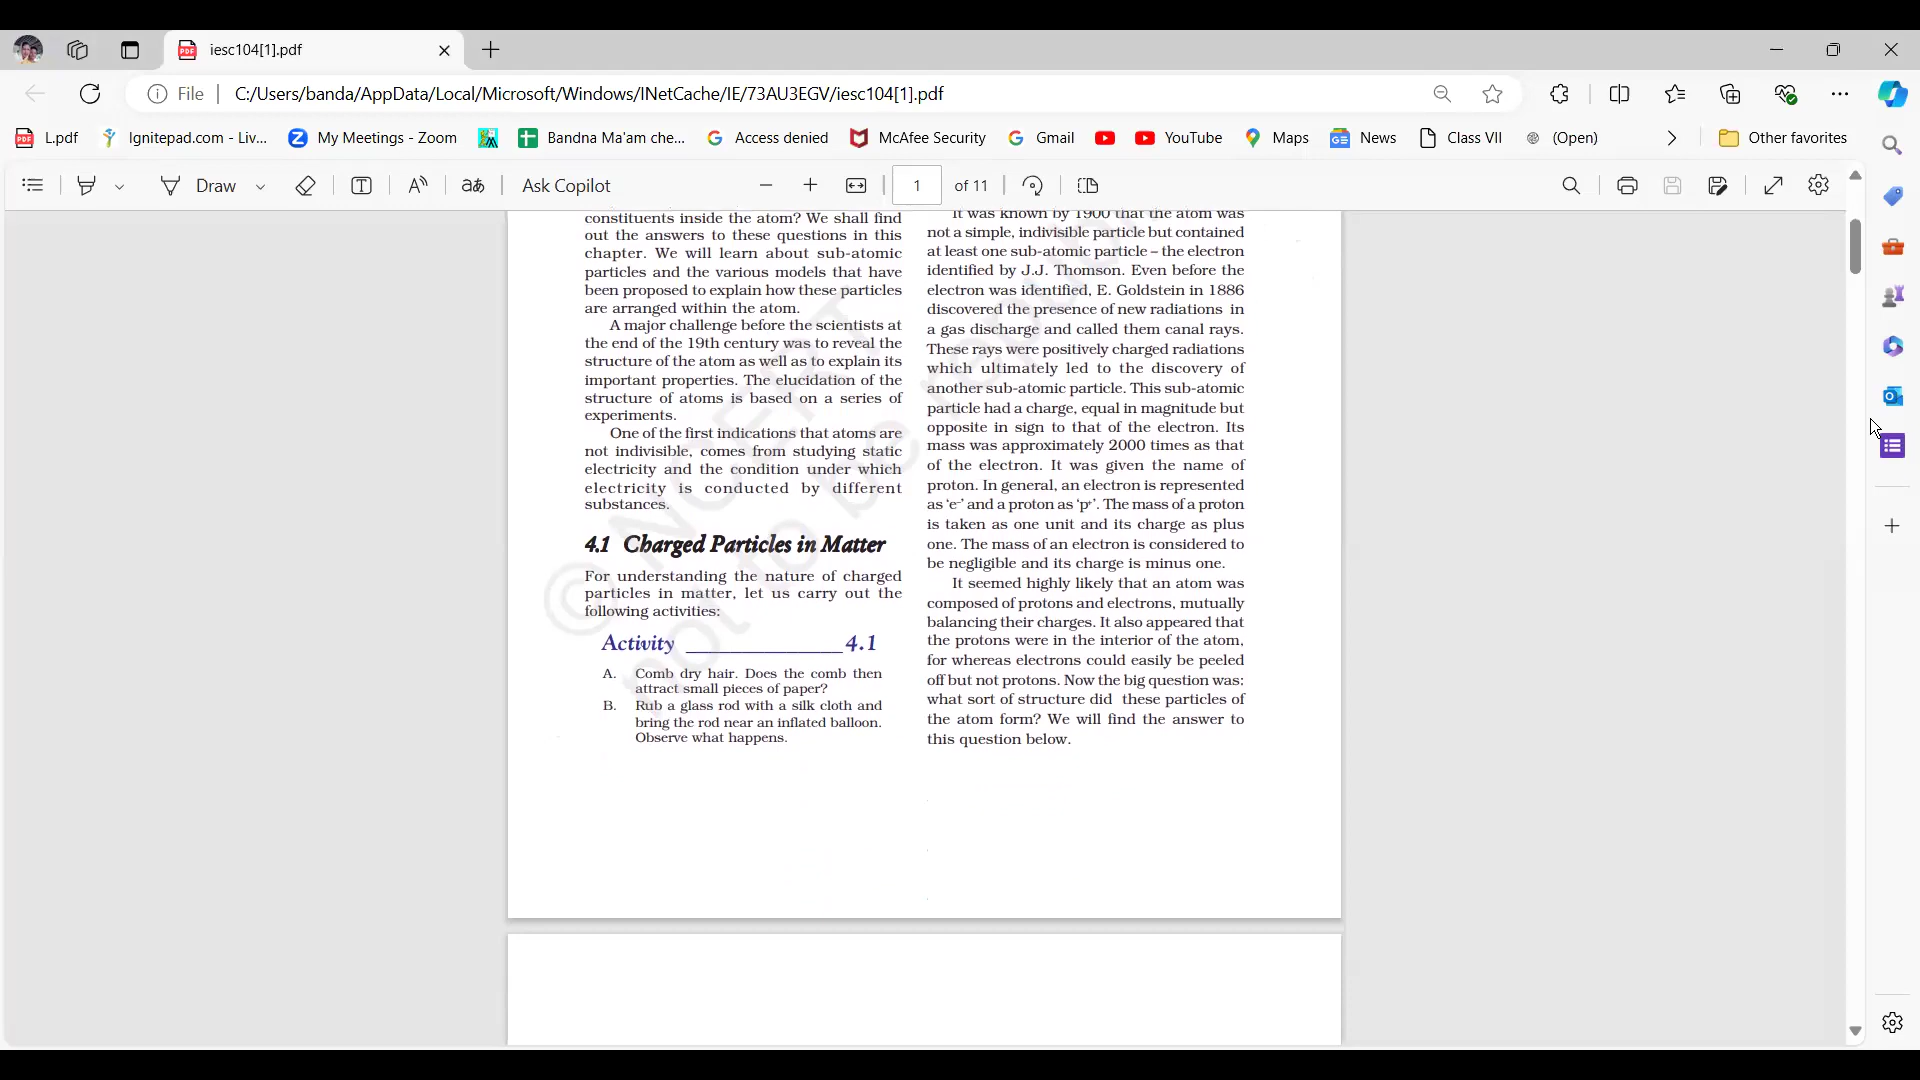 iesc104[1].pdf
File
C:/Users/banda/AppData/Local/Microsoft/Windows/INetCache/IE/73AU3EGV/iesc104[1].pdf
L.pdf
Ignitepad.com - Liv...
My Meetings - Zoom
Bandna Ma'am che...
Access denied
McAfee Security
Gmail
YouTube
Maps
News
Class VII
(Open)
Other favorites
Draw
Ask Copilot
1 of 11
constituents inside the atom? We shall find
out the answers to these questions in this
chapter. We will learn about sub-atomic
particles and the various models that have
been proposed to explain how these particles
are arranged within the atom.
A major challenge before the scientists at
the end of the 19th century was to reveal the
structure of the atom as well as to explain its
important properties. The elucidation of the
structure of atoms is based on a series of
experiments.
One of the first indications that atoms are
not indivisible, comes from studying static
electricity and the condition under which
electricity is conducted by different
substances.
4.1 Charged Particles in Matter
For understanding the nature of charged
particles in matter, let us carry out the
following activities:
Activity ______________ 4.1
A. Comb dry hair. Does the comb then
attract small pieces of paper?
B. Rub a glass rod with a silk cloth and
bring the rod near an inflated balloon.
Observe what happens.
It was known by 1900 that the atom was
not a simple, indivisible particle but contained
at least one sub-atomic particle – the electron
identified by J.J. Thomson. Even before the
electron was identified, E. Goldstein in 1886
discovered the presence of new radiations in
a gas discharge and called them canal rays.
These rays were positively charged radiations
which ultimately led to the discovery of
another sub-atomic particle. This sub-atomic
particle had a charge, equal in magnitude but
opposite in sign to that of the electron. Its
mass was approximately 2000 times as that
of the electron. It was given the name of
proton. In general, an electron is represented
as ‘e–’ and a proton as ‘p+’. The mass of a proton
is taken as one unit and its charge as plus
one. The mass of an electron is considered to
be negligible and its charge is minus one.
It seemed highly likely that an atom was
composed of protons and electrons, mutually
balancing their charges. It also appeared that
the protons were in the interior of the atom,
for whereas electrons could easily be peeled
off but not protons. Now the big question was:
what sort of structure did these particles of
the atom form? We will find the answer to
this question below.
© NCERT
not to be